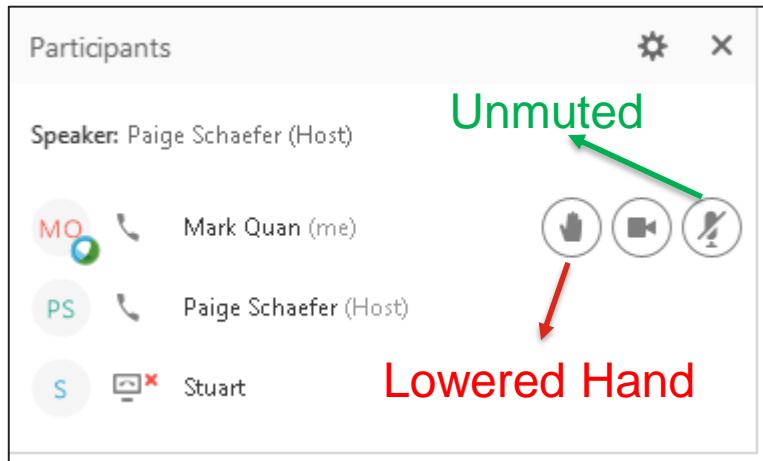 Participants
Unmuted
Speaker: Paige Schaefer (Host)
MQ Mark Quan (me)
PS Paige Schaefer (Host)
S Stuart
Lowered Hand